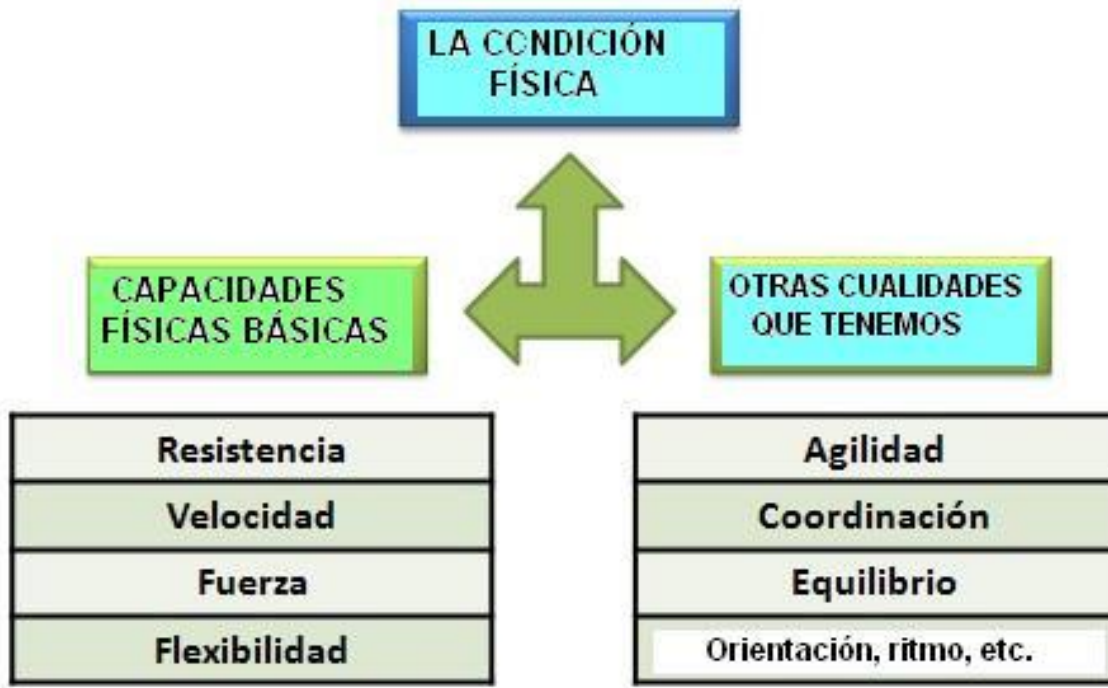 LA CONDICIÓN
FÍSICA
CAPACIDADES
FÍSICAS BÁSICAS
OTRAS CUALIDADES
QUE TENEMOS
Resistencia
Velocidad
Fuerza
Flexibilidad
Agilidad
Coordinación
Equilibrio
Orientación, ritmo, etc.